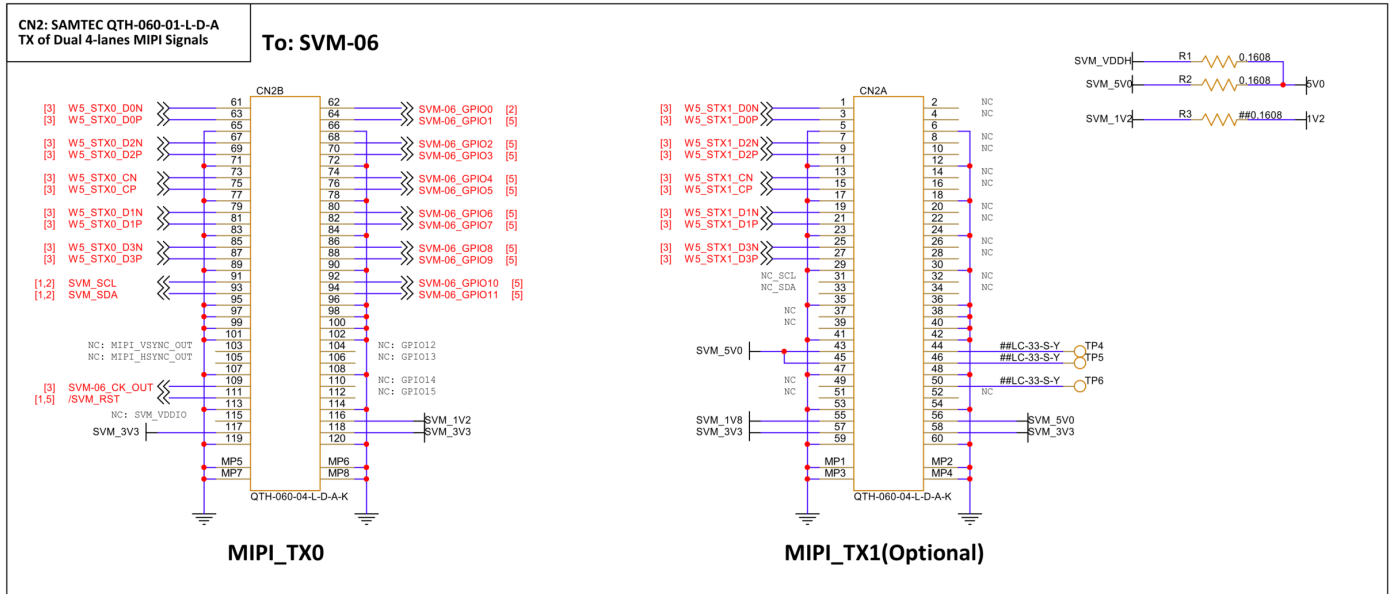 CN2: SAMTEC QTH-060-01-L-D-A
TX of Dual 4-lanes MIPI Signals
To: SVM-06
SVM_VDDH R1 0,1608
SVM_5V0 R2 0,1608 5V0
SVM_1V2 R3 ##0,1608 1V2
CN2B
[3] W5_STX0_D0N 61 62 SVM-06_GPIO0 [2]
[3] W5_STX0_D0P 63 64 SVM-06_GPIO1 [5]
65 66
[3] W5_STX0_D2N 67 68 SVM-06_GPIO2 [5]
[3] W5_STX0_D2P 69 70 SVM-06_GPIO3 [5]
71 72
[3] W5_STX0_CN 73 74 SVM-06_GPIO4 [5]
[3] W5_STX0_CP 75 76 SVM-06_GPIO5 [5]
77 78
[3] W5_STX0_D1N 79 80 SVM-06_GPIO6 [5]
[3] W5_STX0_D1P 81 82 SVM-06_GPIO7 [5]
83 84
[3] W5_STX0_D3N 85 86 SVM-06_GPIO8 [5]
[3] W5_STX0_D3P 87 88 SVM-06_GPIO9 [5]
89 90
[1,2] SVM_SCL 91 92 SVM-06_GPIO10 [5]
[1,2] SVM_SDA 93 94 SVM-06_GPIO11 [5]
95 96
97 98
99 100
101 102
NC: MIPI_VSYNC_OUT 103 104 NC: GPIO12
NC: MIPI_HSYNC_OUT 105 106 NC: GPIO13
107 108
[3] SVM-06_CK_OUT 109 110 NC: GPIO14
[1,5] /SVM_RST 111 112 NC: GPIO15
113 114
NC: SVM_VDDIO 115 116 SVM_1V2
SVM_3V3 117 118 SVM_3V3
119 120
MP5 MP6
MP7 MP8
QTH-060-04-L-D-A-K
MIPI_TX0
CN2A
[3] W5_STX1_D0N 1 2 NC
[3] W5_STX1_D0P 3 4 NC
5 6
[3] W5_STX1_D2N 7 8 NC
[3] W5_STX1_D2P 9 10 NC
11 12
[3] W5_STX1_CN 13 14 NC
[3] W5_STX1_CP 15 16 NC
17 18
[3] W5_STX1_D1N 19 20 NC
[3] W5_STX1_D1P 21 22 NC
23 24
[3] W5_STX1_D3N 25 26 NC
[3] W5_STX1_D3P 27 28 NC
29 30
NC_SCL 31 32 NC
NC_SDA 33 34 NC
35 36
NC 37 38
NC 39 40
41 42
SVM_5V0 43 44 ##LC-33-S-Y TP4
45 46 ##LC-33-S-Y TP5
47 48
NC 49 50 ##LC-33-S-Y TP6
NC 51 52 NC
53 54
SVM_1V8 55 56 SVM_5V0
SVM_3V3 57 58 SVM_3V3
59 60
MP1 MP2
MP3 MP4
QTH-060-04-L-D-A-K
MIPI_TX1(Optional)